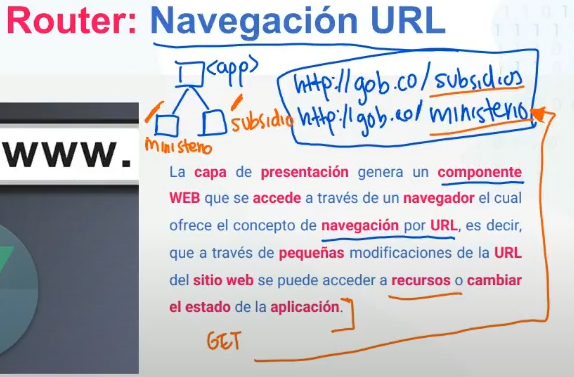 Router: Navegación URL
<app>
http://gob.co/subsidios
http://gob.co/ministerio
subsidio
ministerio
www.
La capa de presentación genera un componente
WEB que se accede a través de un navegador el cual
ofrece el concepto de navegación por URL, es decir,
que a través de pequeñas modificaciones de la URL
del sitio web se puede acceder a recursos o cambiar
el estado de la aplicación.
GET